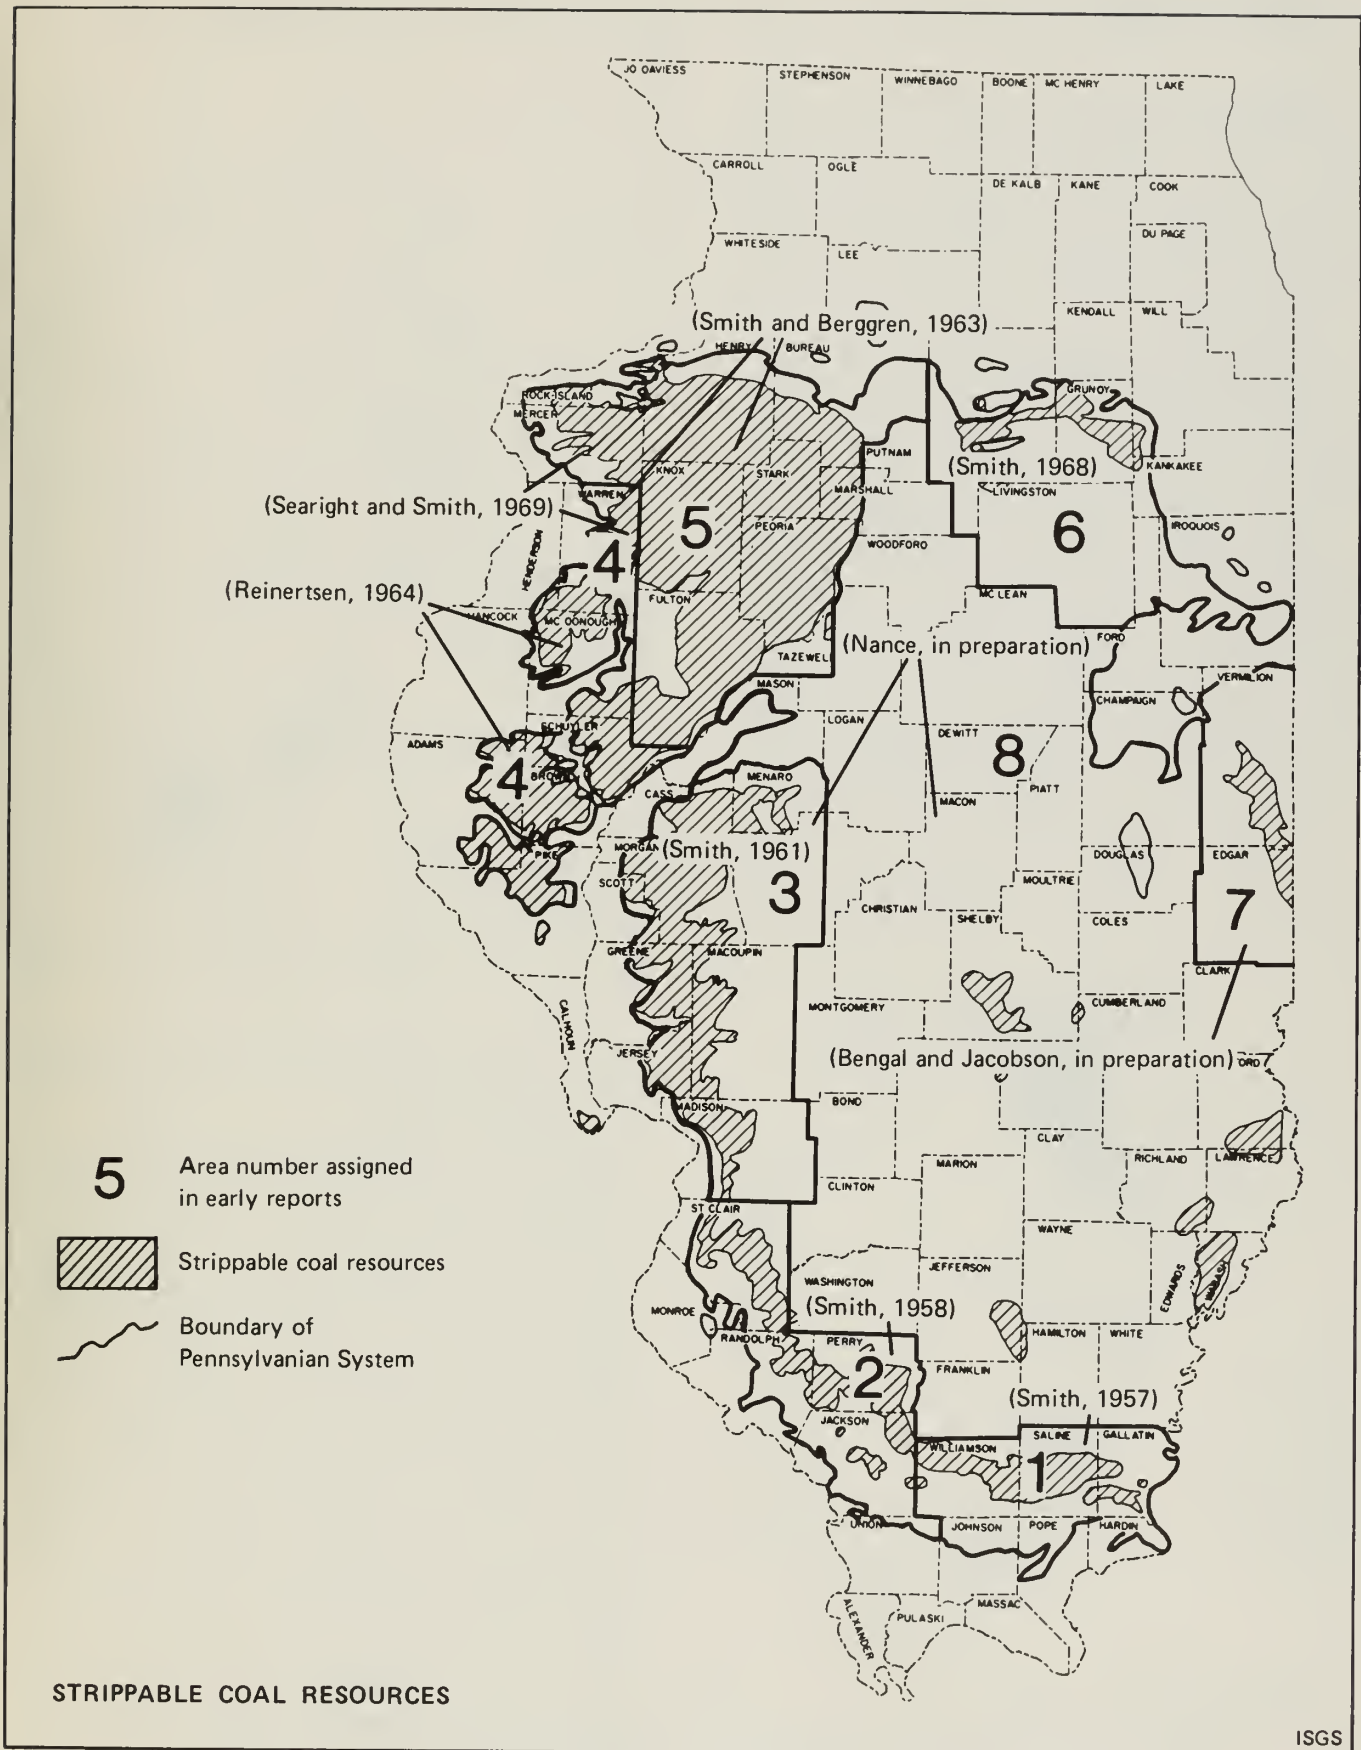 JO DAVIESS
STEPHENSON
WINNEBAGO
BOONE
MC HENRY
LAKE
CARROLL
OGLE
DE KALB
KANE
COOK
WHITESIDE
LEE
DU PAGE
KENDALL
WILL
(Smith and Berggren, 1963)
HENRY
BUREAU
ROCK ISLAND
MERCER
GRUNDY
PUTNAM
(Smith, 1968)
KANKAKEE
KNOX
STARK
MARSHALL
LIVINGSTON
WARREN
(Searight and Smith, 1969)
5
PEORIA
6
IROQUOIS
WOODFORD
HENDERSON
4
(Reinertsen, 1964)
FULTON
MC LEAN
HANCOCK
MC DONOUGH
FORD
(Nance, in preparation)
TAZEWEL
MASON
VERMILION
CHAMPAIGN
LOGAN
SCHUYLER
DEWITT
8
ADAMS
4
BROWN
CASS
MENARD
PIATT
MACON
MORGAN
(Smith, 1961)
PIKE
DOUGLAS
EDGAR
SCOTT
3
MOULTRIE
7
CHRISTIAN
SHELBY
COLES
GREENE
MACOUPIN
CLARK
CALHOUN
MONTGOMERY
CUMBERLAND
JERSEY
(Bengal and Jacobson, in preparation)
ORD
MADISON
BOND
CLAY
RICHLAND
LAWRENCE
MARION
CLINTON
5
Area number assigned
in early reports
ST CLAIR
WAYNE
Strippable coal resources
JEFFERSON
WASHINGTON
EDWARDS
WABASH
MONROE
(Smith, 1958)
Boundary of
Pennsylvanian System
RANDOLPH
PERRY
HAMILTON
WHITE
2
FRANKLIN
(Smith, 1957)
JACKSON
WILLIAMSON
SALINE
GALLATIN
1
UNION
JOHNSON
POPE
HARDIN
MASSAC
PULASKI
ALEXANDER
STRIPPABLE COAL RESOURCES
ISGS